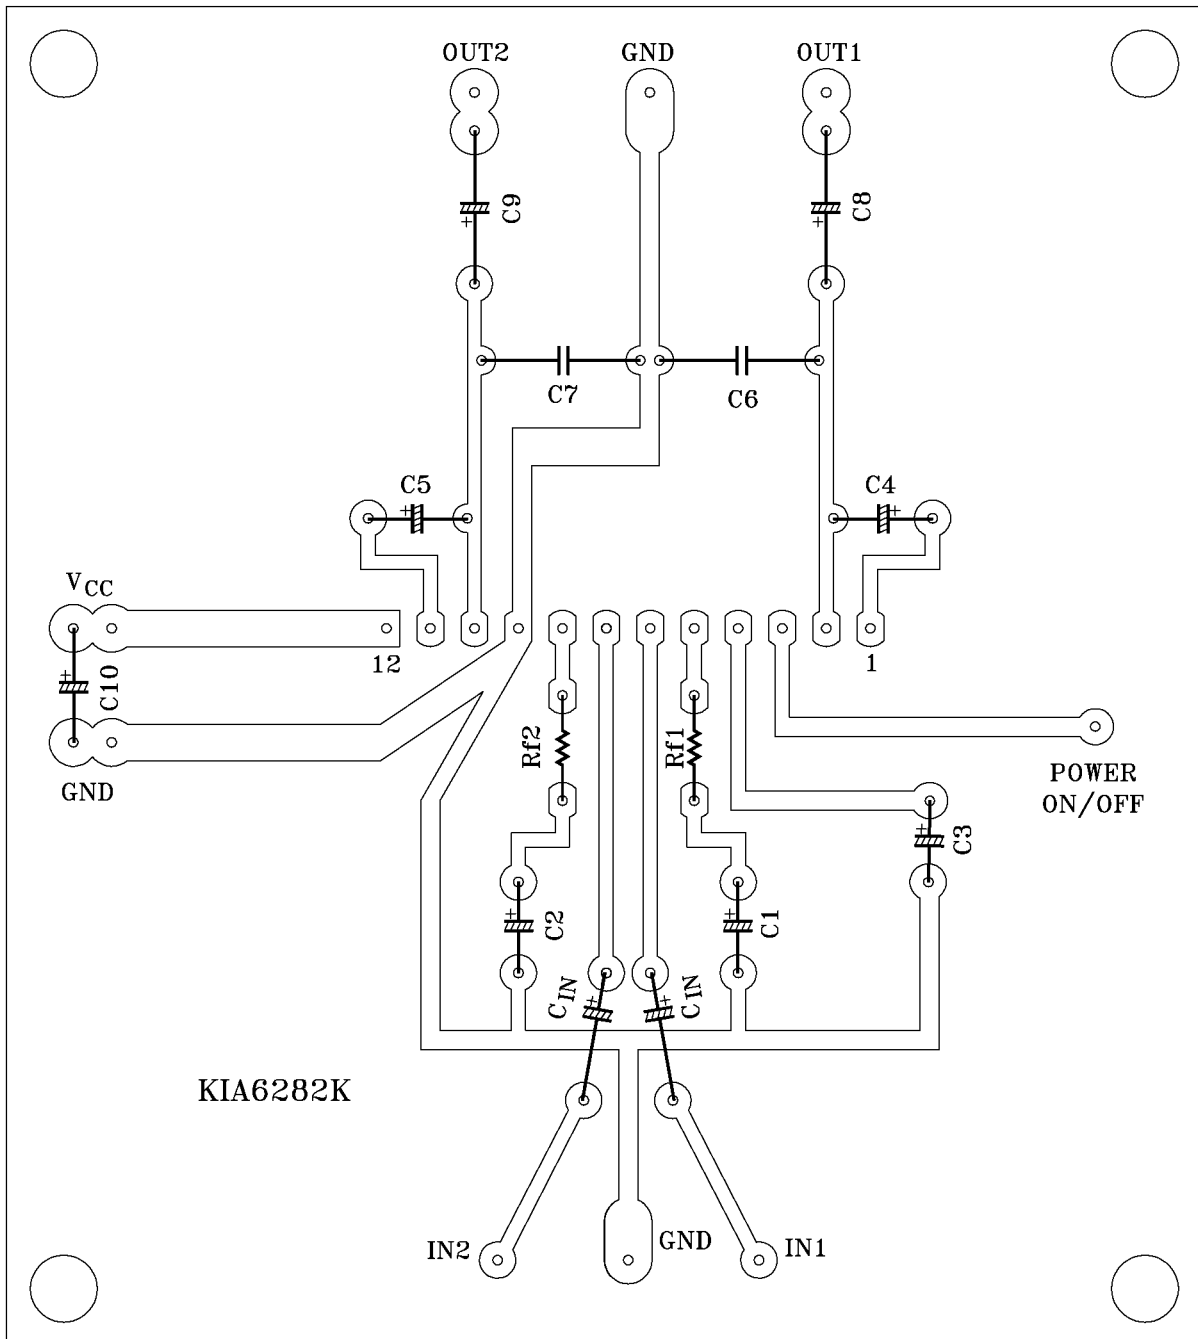 OUT2 GND OUT1
C9 C8
C7 C6
C5 C4
VCC
12 1
C10
Rf2 Rf1
GND
POWER
ON/OFF
C3
C2 C1
CIN CIN
KIA6282K
IN2 GND IN1